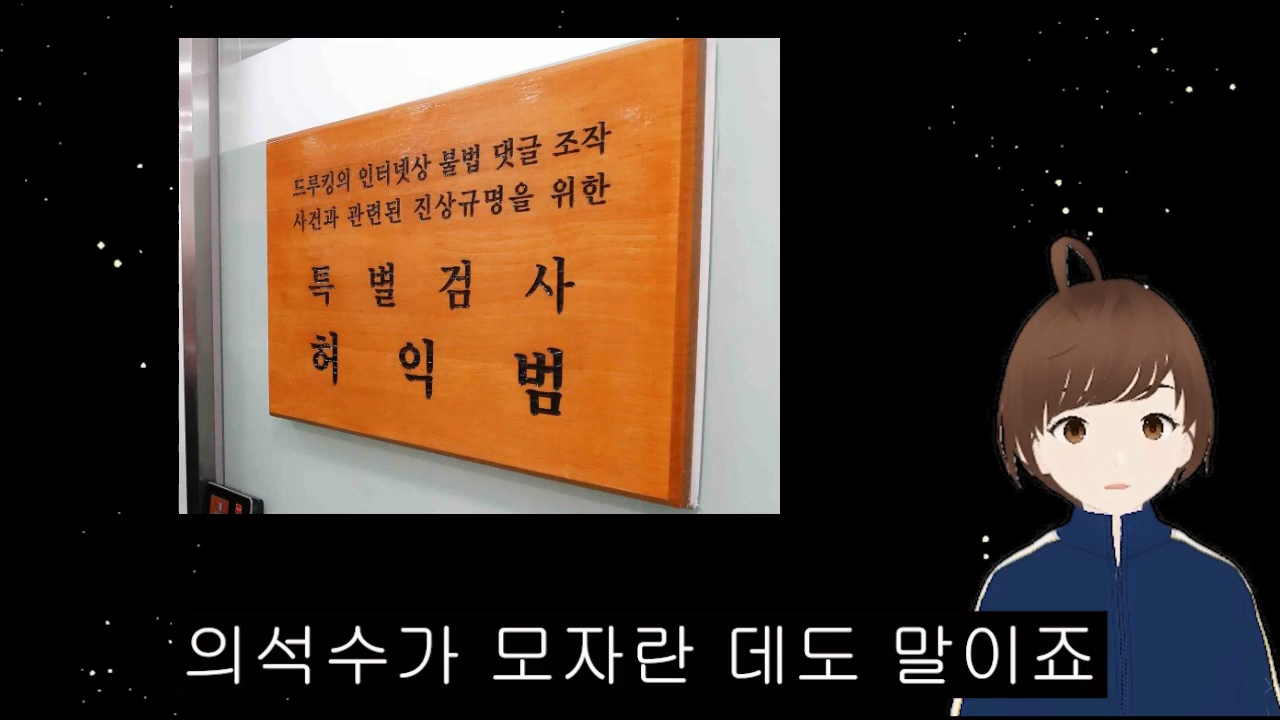 드루킹의 인터넷상 불법 댓글 조작
사건과 관련된 진상규명을 위한
특별검사
허익범
의석수가 모자란 데도 말이죠